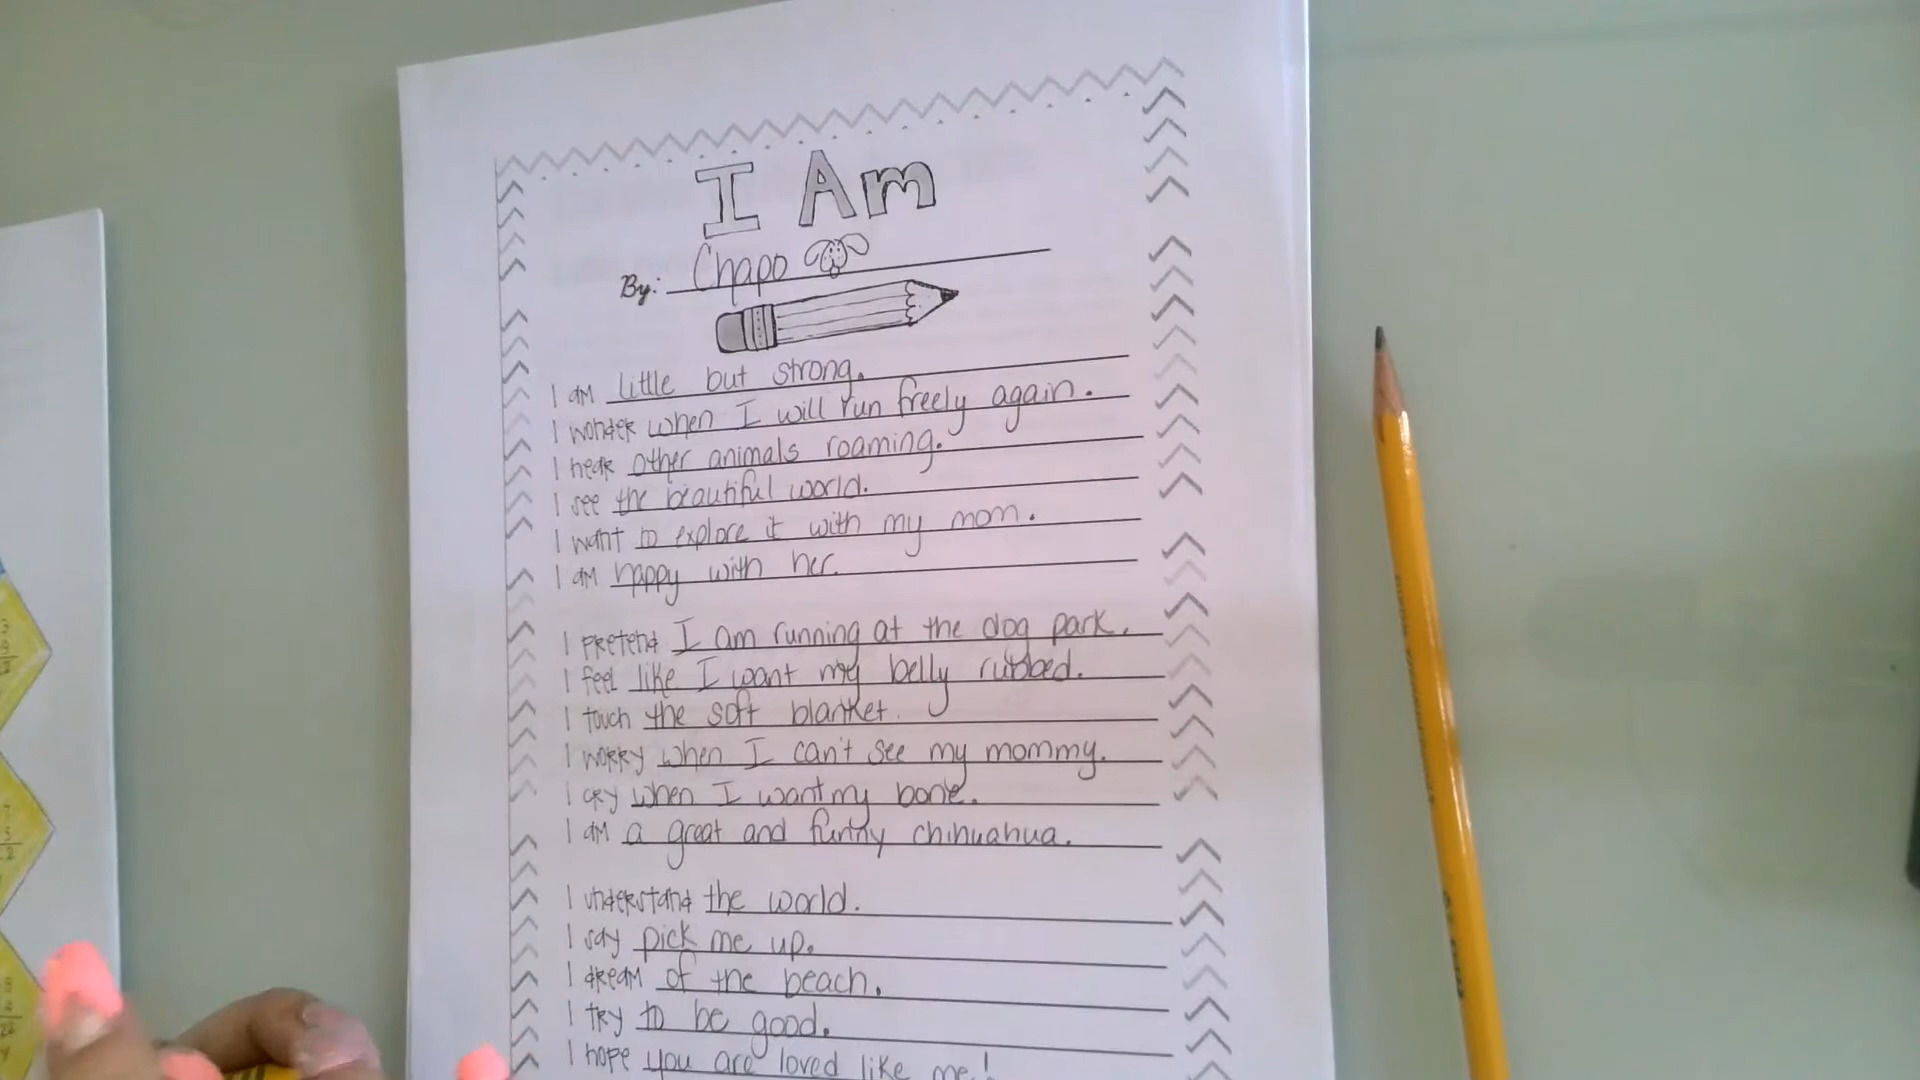 I Am
By: Chapo
I am little but strong.
I wonder when I will run freely again.
I hear other animals roaming.
I see the beautiful world.
I want to explore it with my mom.
I am happy with her.
I pretend I am running at the dog park.
I feel like I want my belly rubbed.
I touch the soft blanket.
I worry when I can't see my mommy.
I cry when I want my bone.
I am a great and funny chihuahua.
I understand the world.
I say pick me up.
I dream of the beach.
I try to be good.
I hope you are loved like me!